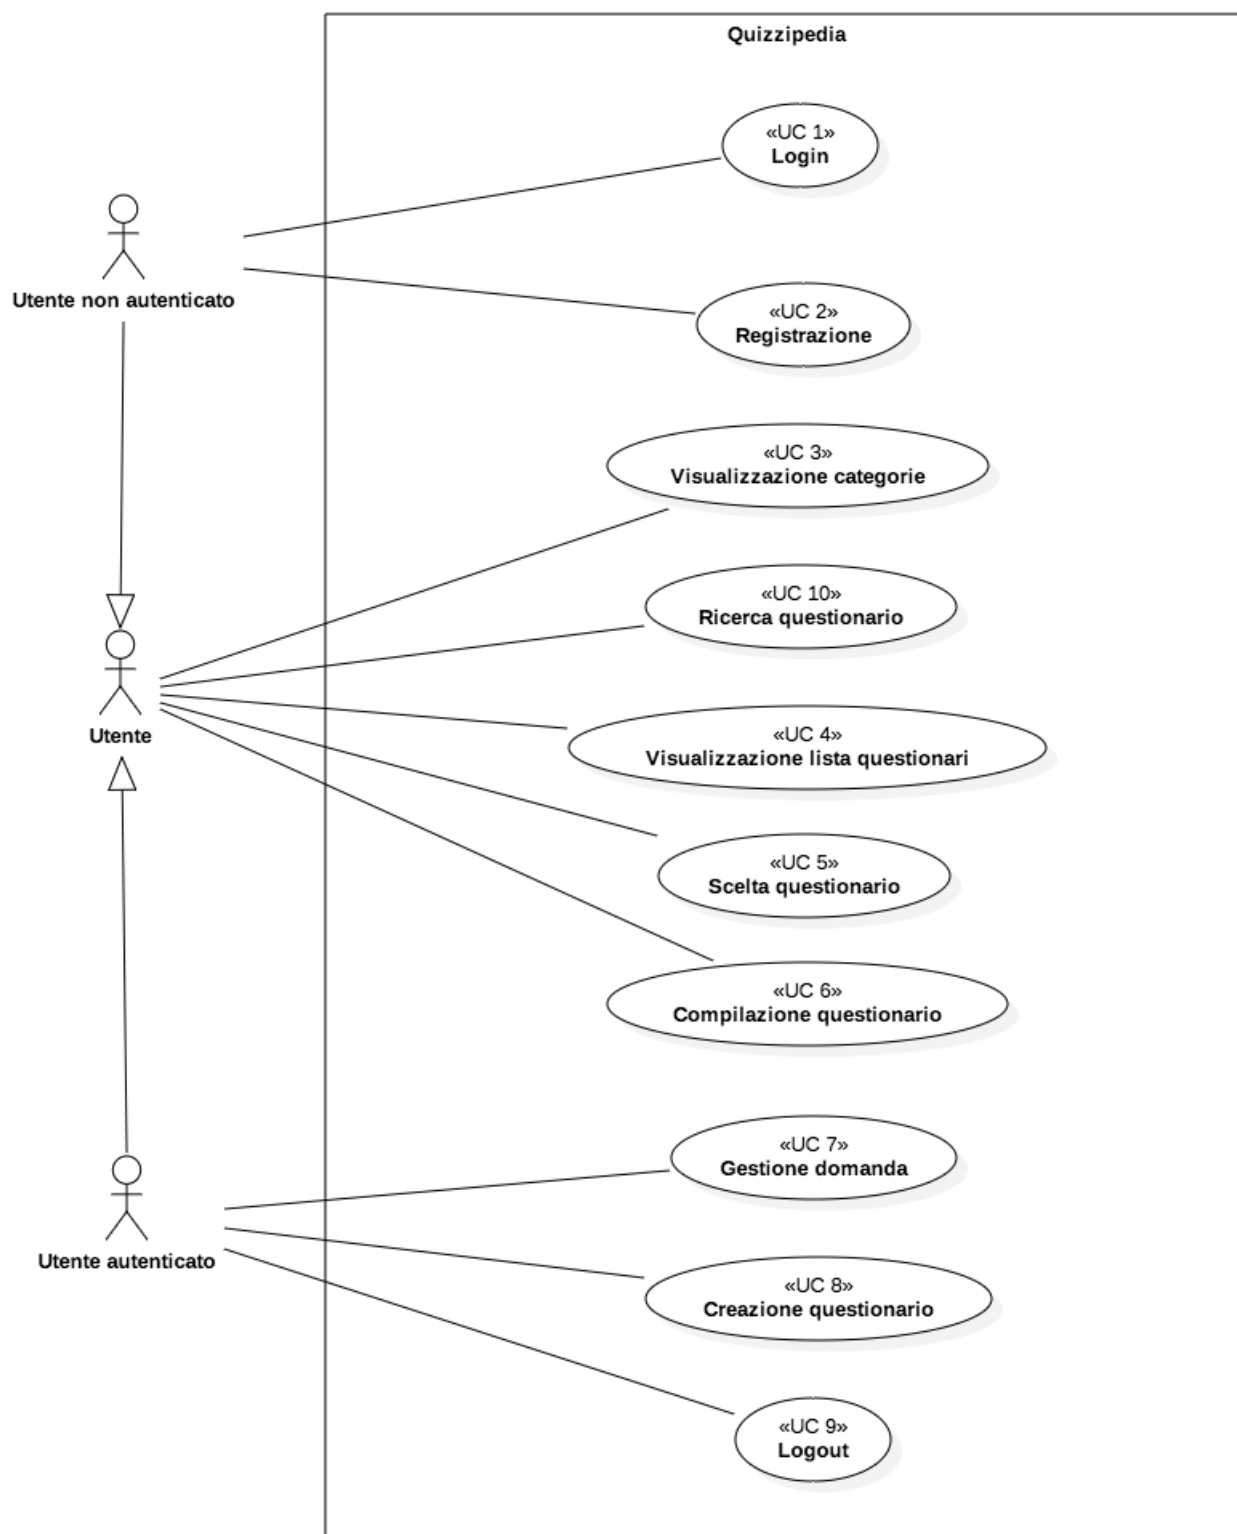 Quizzipedia
«UC 1»
Login
Utente non autenticato
«UC 2»
Registrazione
«UC 3»
Visualizzazione categorie
«UC 10»
Ricerca questionario
Utente
«UC 4»
Visualizzazione lista questionari
«UC 5»
Scelta questionario
«UC 6»
Compilazione questionario
«UC 7»
Gestione domanda
Utente autenticato
«UC 8»
Creazione questionario
«UC 9»
Logout